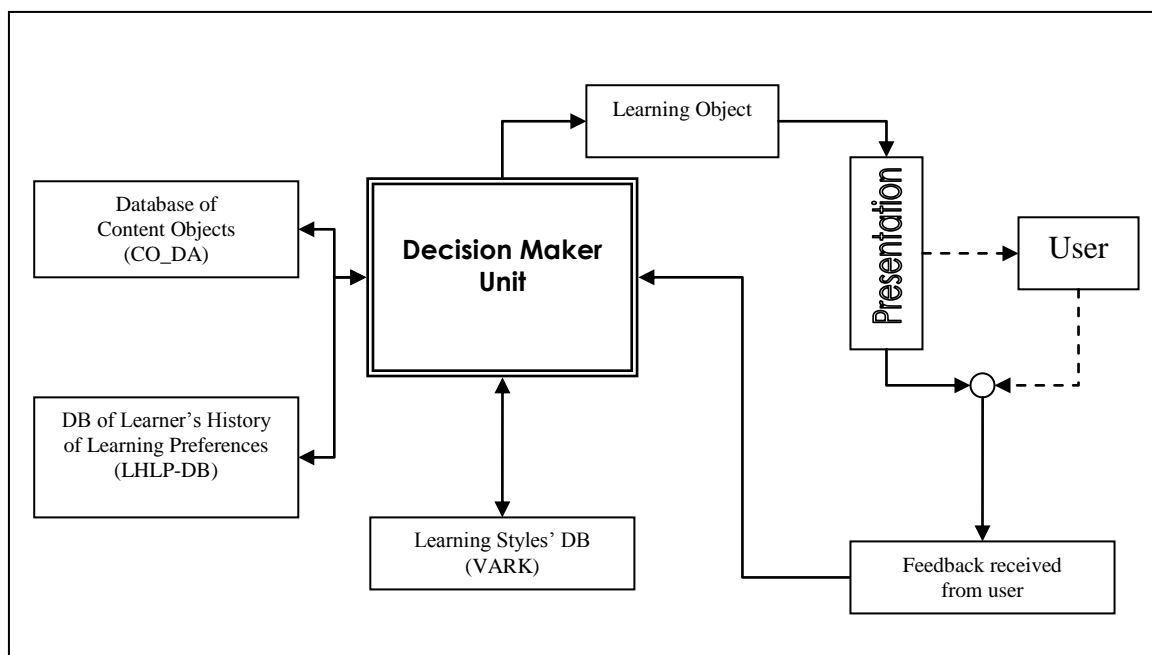 Learning Object
Presentation
User
Database of
Content Objects
(CO_DA)
Decision Maker
Unit
DB of Learner’s History
of Learning Preferences
(LHLP-DB)
Learning Styles’ DB
(VARK)
Feedback received
from user